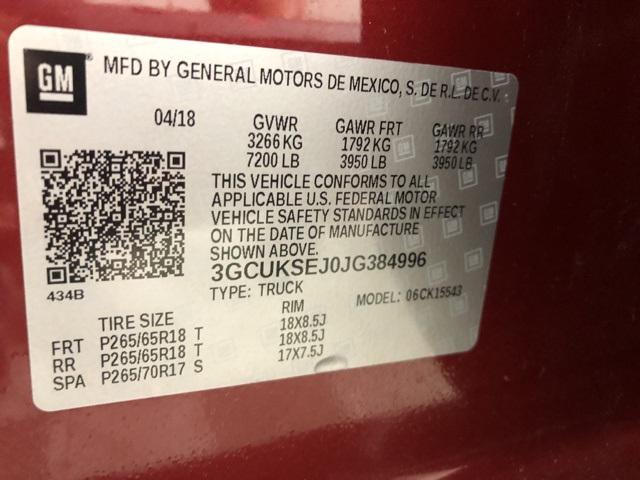 GM
MFD BY GENERAL MOTORS DE MEXICO, S. DE R.L. DE C.V.
04/18 GVWR GAWR FRT GAWR RR
3266 KG 1792 KG 1792 KG
7200 LB 3950 LB 3950 LB
THIS VEHICLE CONFORMS TO ALL
APPLICABLE U.S. FEDERAL MOTOR
VEHICLE SAFETY STANDARDS IN EFFECT
ON THE DATE OF MANUFACTURE
SHOWN ABOVE.
3GCUKSEJ0JG384996
434B
TYPE: TRUCK MODEL: 06CK15543
TIRE SIZE RIM
FRT P265/65R18 T 18X8.5J
RR P265/65R18 T 18X8.5J
SPA P265/70R17 S 17X7.5J